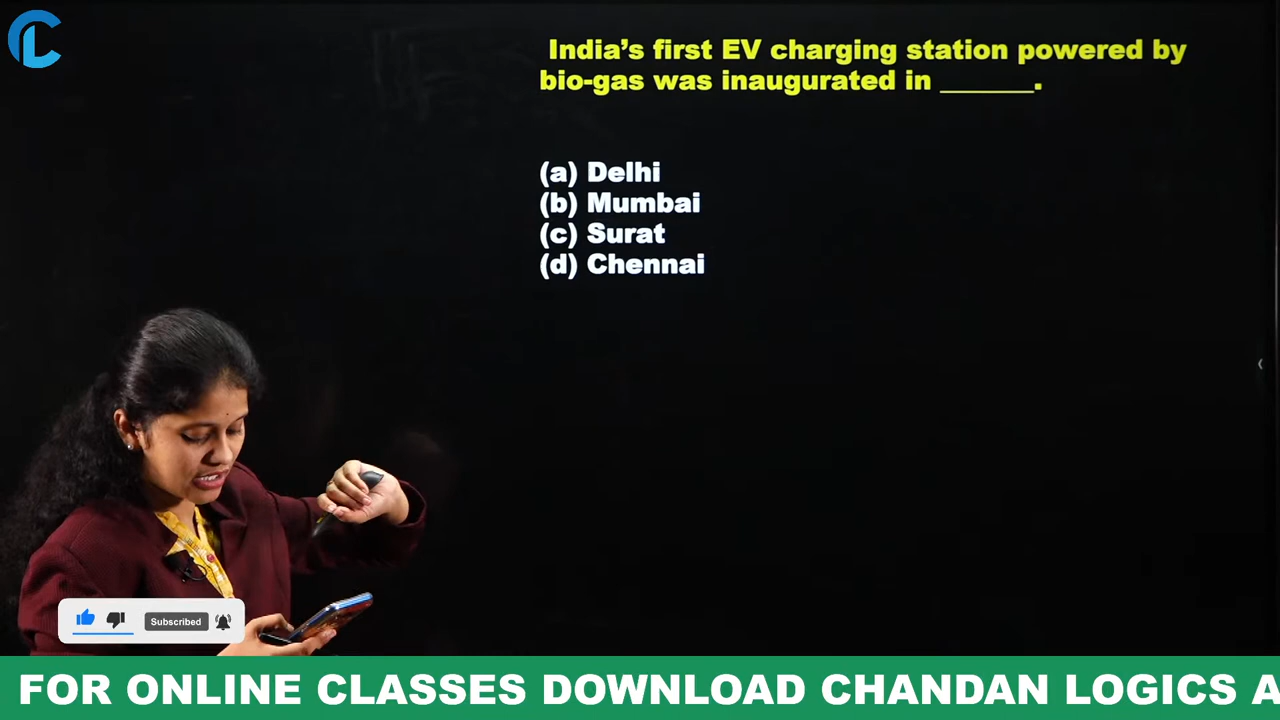 India's first EV charging station powered by
bio-gas was inaugurated in _______.
(a) Delhi
(b) Mumbai
(c) Surat
(d) Chennai
Subscribed
FOR ONLINE CLASSES DOWNLOAD CHANDAN LOGICS A